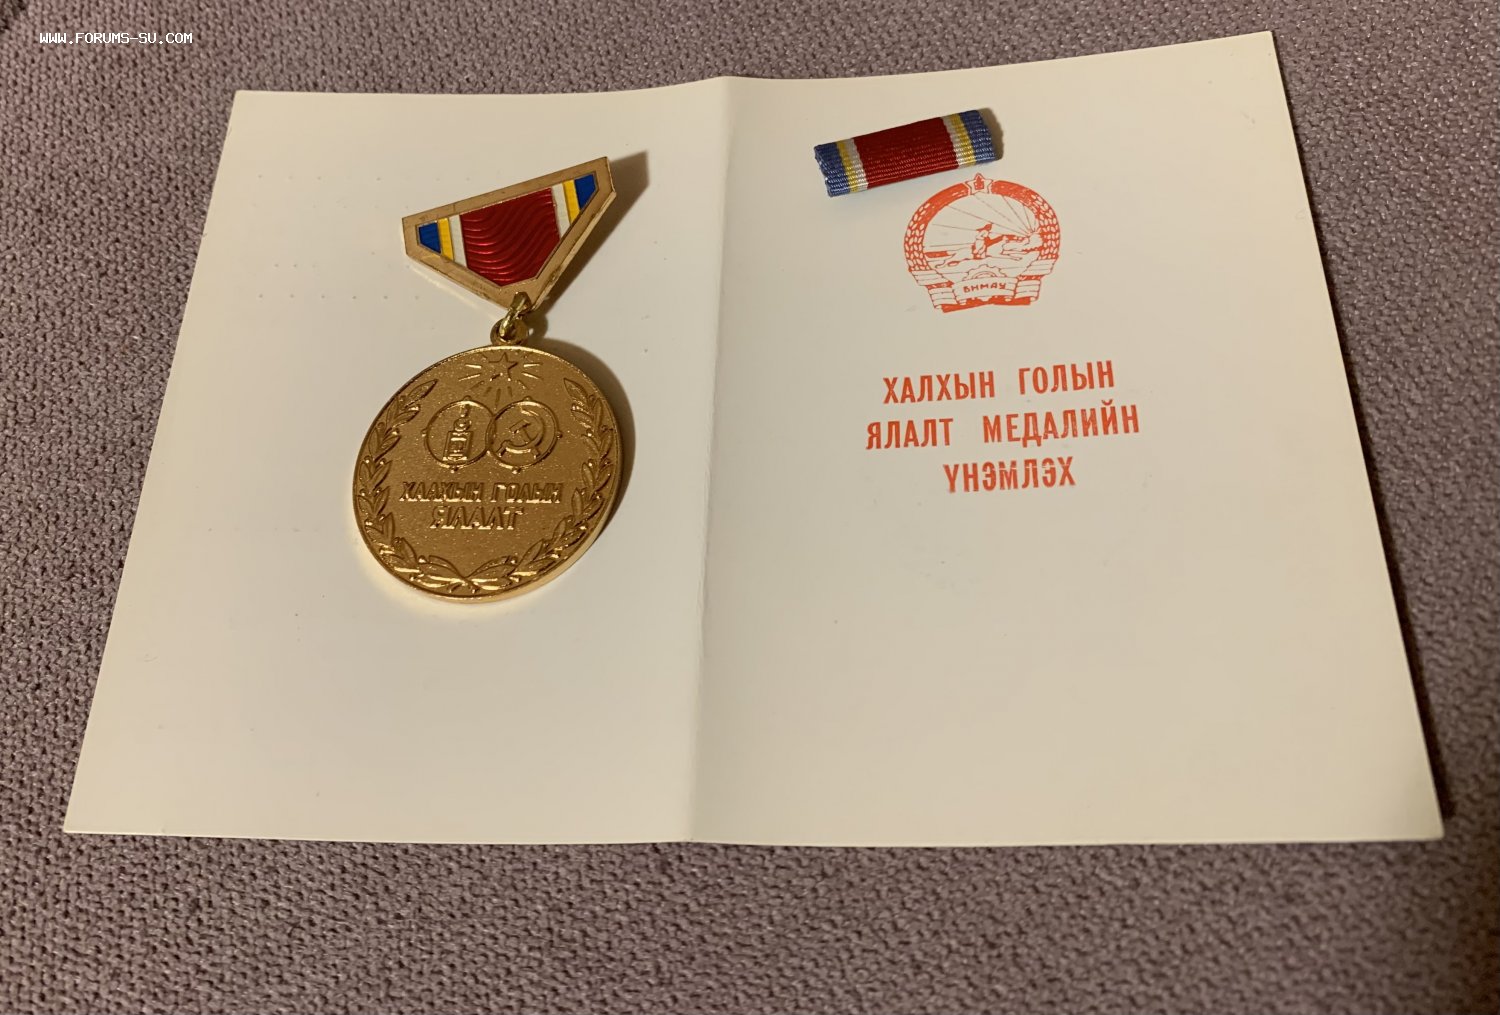 WWW.FORUMS-SU.COM
ХАЛХЫН ГОЛЫН
ЯЛАЛТ
БНМАУ
ХАЛХЫН ГОЛЫН
ЯЛАЛТ МЕДАЛИЙН
ҮНЭМЛЭХ